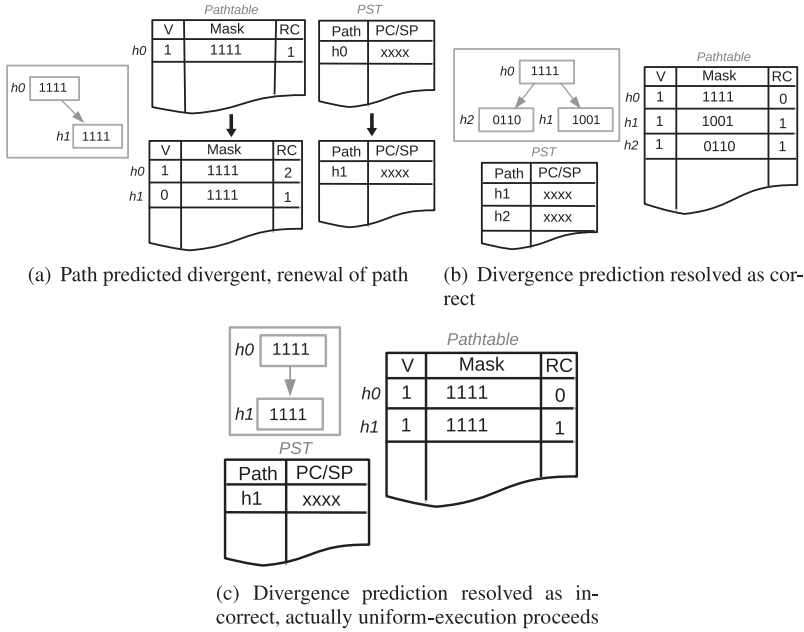 Pathtable
PST
V Mask RC
Path PC/SP
h0 1 1111 1
h0 xxxx
h0 1111
h1 1111
V Mask RC
h0 1 1111 2
h1 0 1111 1
Path PC/SP
h1 xxxx
(a) Path predicted divergent, renewal of path
h0 1111
h2 0110 h1 1001
PST
Path PC/SP
h1 xxxx
h2 xxxx
Pathtable
V Mask RC
h0 1 1111 0
h1 1 1001 1
h2 1 0110 1
(b) Divergence prediction resolved as cor-
rect
h0 1111
h1 1111
PST
Path PC/SP
h1 xxxx
Pathtable
V Mask RC
h0 1 1111 0
h1 1 1111 1
(c) Divergence prediction resolved as in-
correct, actually uniform-execution proceeds